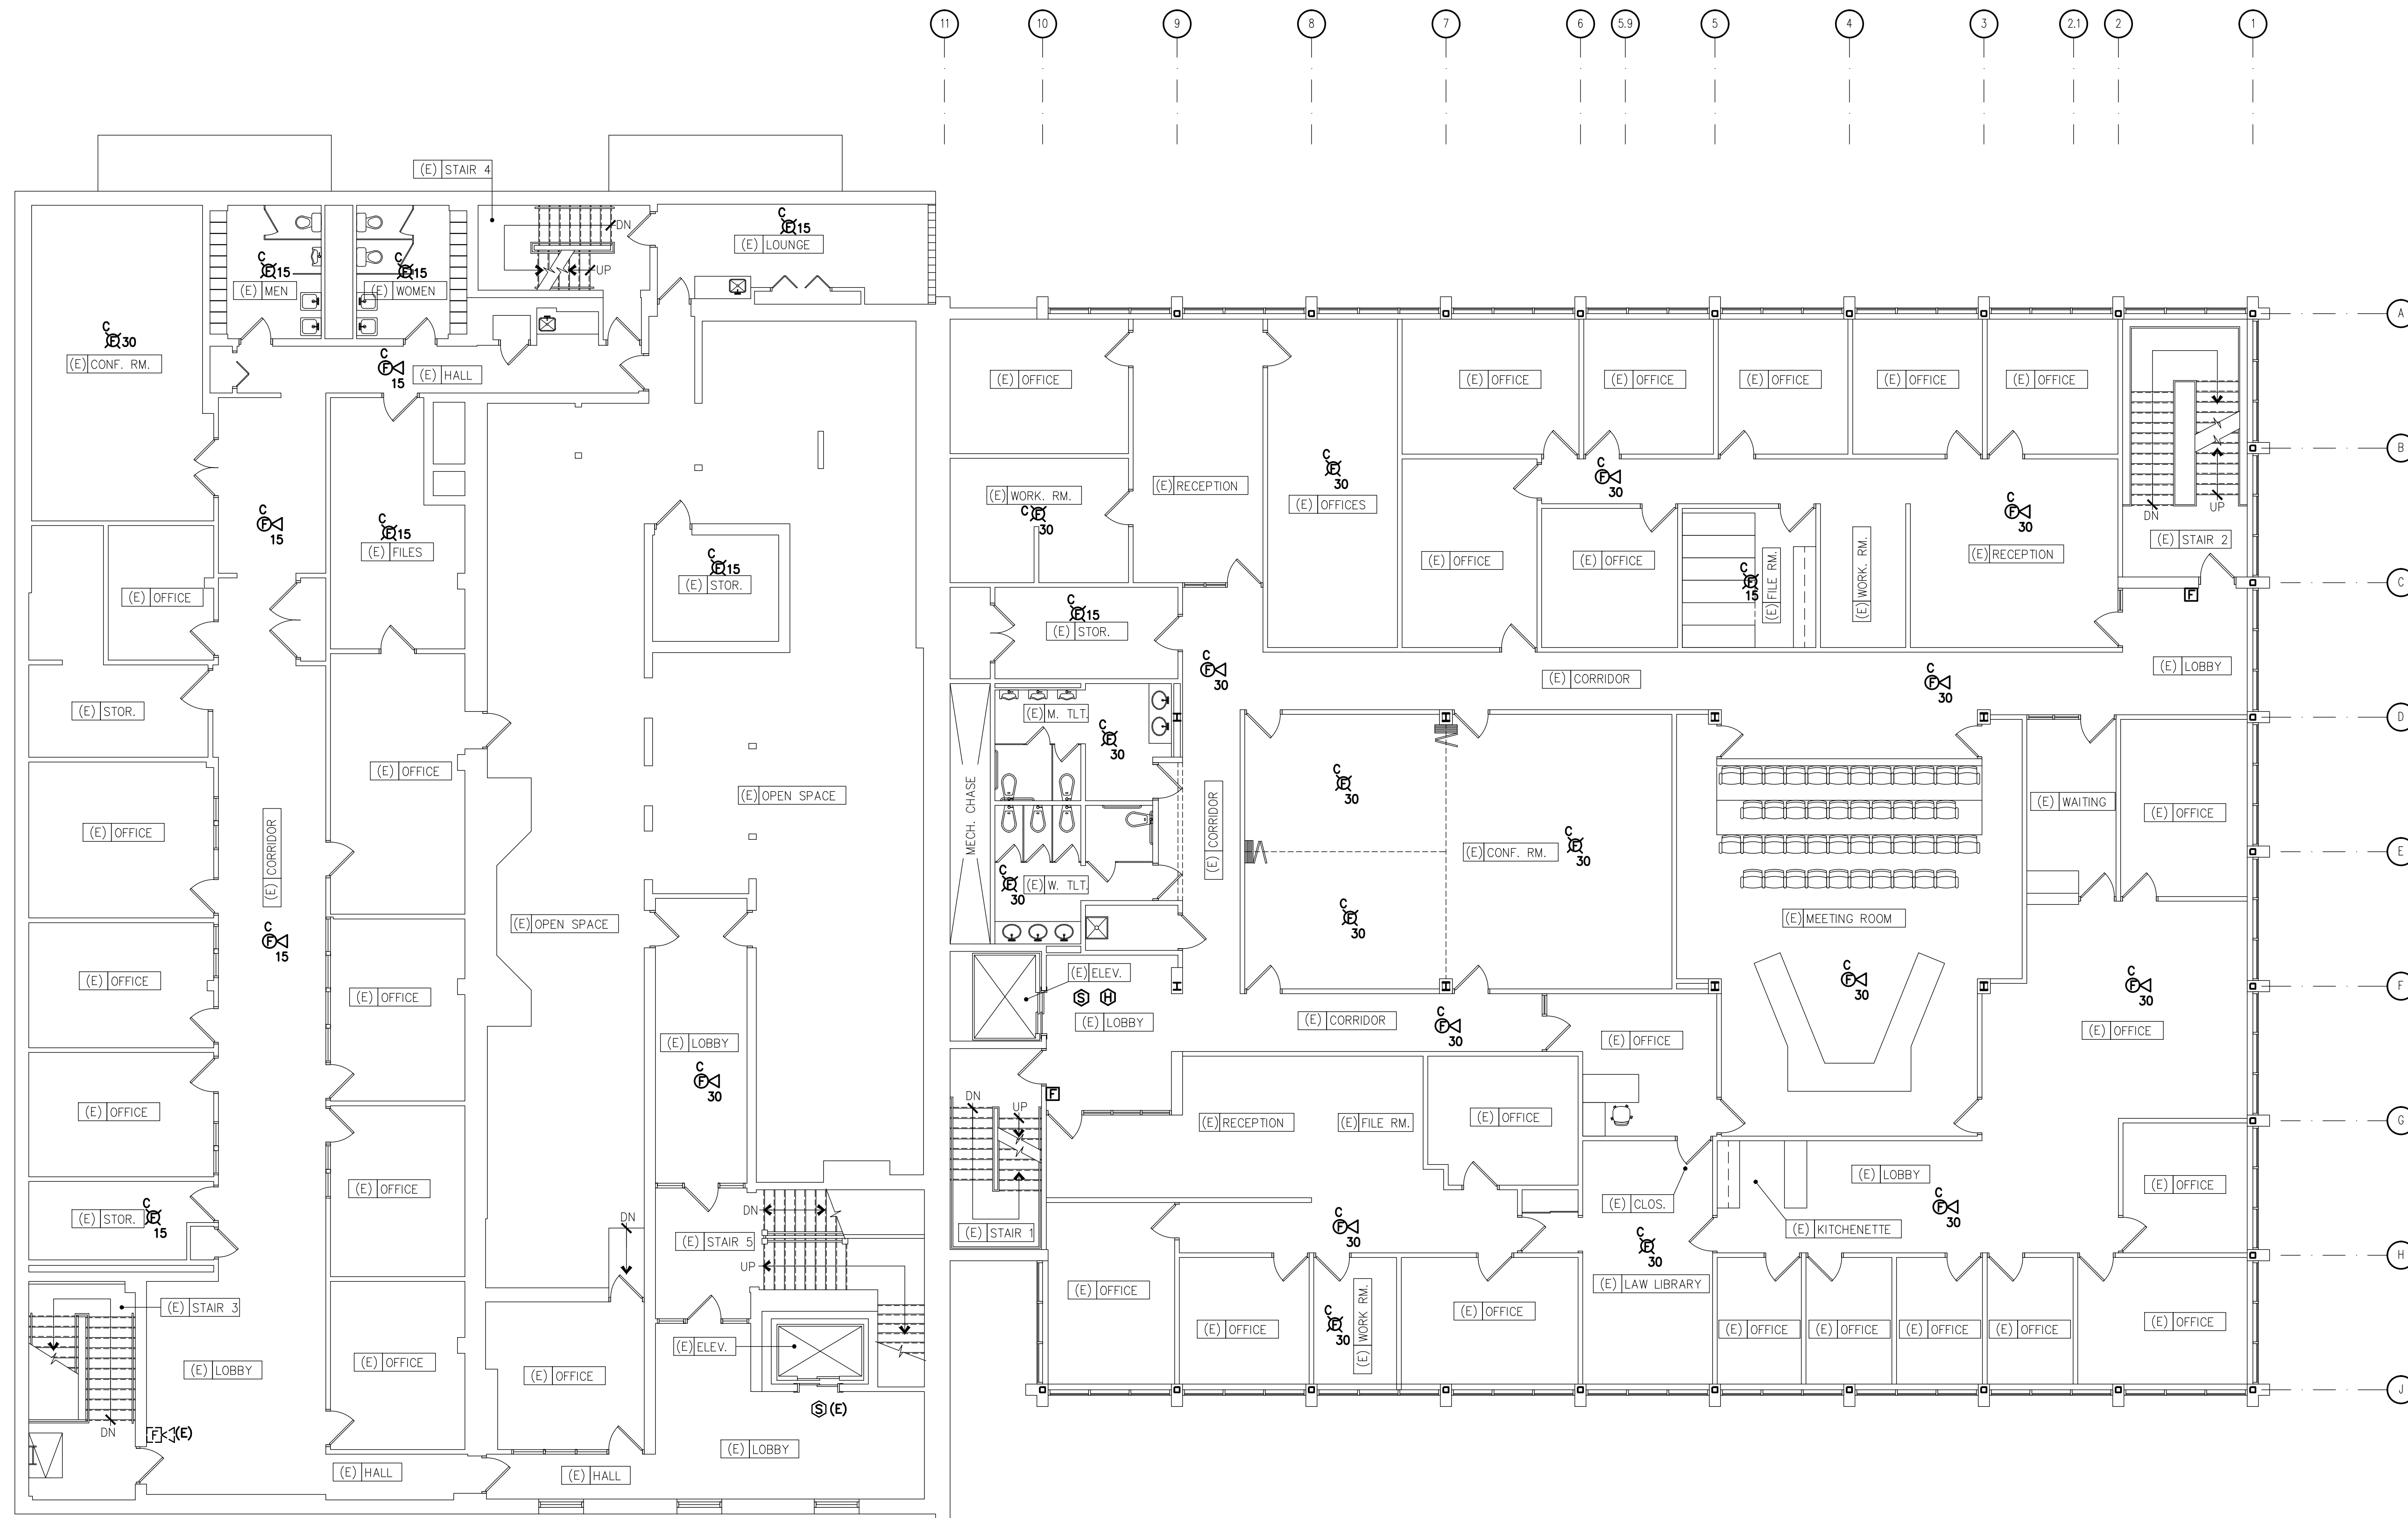 11 10 9 8 7 6 5.9 5 4 3 2.1 2 1
(E) STAIR 4
DN
C
F 15
(E) LOUNGE
C
F 15
(E) MEN
C
F 15
(E) WOMEN
UP
A
C
F 30
(E) CONF. RM.
C
F
15
(E) HALL
(E) OFFICE
(E) OFFICE
(E) OFFICE
(E) OFFICE
(E) OFFICE
(E) OFFICE
B
C
F
30
(E) OFFICES
C
F
30
(E) WORK. RM.
C F
30
(E) RECEPTION
C
F
30
(E) RECEPTION
DN
UP
(E) STAIR 2
C
F
15
C
F 15
(E) FILES
C
F 15
(E) STOR.
(E) OFFICE
(E) OFFICE
(E) OFFICE
C
F
15
(E) FILE RM.
(E) WORK. RM.
C
F
C
F 15
(E) STOR.
C
F
30
(E) CORRIDOR
C
F
30
(E) LOBBY
(E) STOR.
(E) M. TLT.
C
F
30
D
(E) OFFICE
(E) OPEN SPACE
MECH. CHASE
(E) CORRIDOR
C
F
30
(E) WAITING
(E) OFFICE
(E) OFFICE
(E) CORRIDOR
C
F
30
(E) CONF. RM.
E
C
F
30
(E) W. TLT.
C
F
30
(E) MEETING ROOM
(E) OPEN SPACE
C
F
15
(E) OFFICE
(E) OFFICE
(E) ELEV.
S H
(E) LOBBY
(E) CORRIDOR
C
F
30
(E) OFFICE
C
F
30
C
F
30
(E) OFFICE
F
(E) LOBBY
C
F
30
F
(E) OFFICE
DN
UP
(E) RECEPTION
(E) FILE RM.
(E) OFFICE
G
(E) OFFICE
C
F
15
(E) STOR.
DN
DN
(E) STAIR 5
UP
(E) STAIR 1
C
F
30
(E) CLOS.
(E) LOBBY
C
F
30
(E) KITCHENETTE
(E) OFFICE
H
C
F
30
(E) LAW LIBRARY
(E) STAIR 3
(E) OFFICE
(E) OFFICE
C
F
30
(E) WORK RM.
(E) OFFICE
(E) OFFICE
(E) OFFICE
(E) OFFICE
(E) OFFICE
(E) OFFICE
(E) LOBBY
(E) OFFICE
(E) OFFICE
(E) ELEV.
J
S (E)
DN
F (E)
(E) LOBBY
(E) HALL
(E) HALL